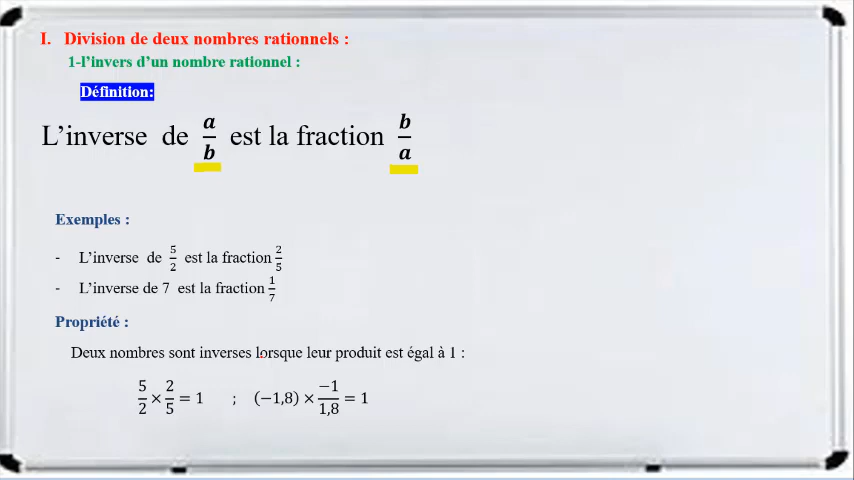 I. Division de deux nombres rationnels :
1-l’invers d’un nombre rationnel :
Définition:
L’inverse de a/b est la fraction b/a
Exemples :
- L’inverse de 5/2 est la fraction 2/5
- L’inverse de 7 est la fraction 1/7
Propriété :
Deux nombres sont inverses lorsque leur produit est égal à 1 :
5/2 × 2/5 = 1 ; (−1,8) × −1/1,8 = 1